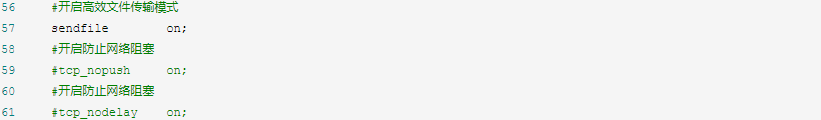 56 #开启高效文件传输模式
57 sendfile on;
58 #开启防止网络阻塞
59 #tcp_nopush on;
60 #开启防止网络阻塞
61 #tcp_nodelay on;